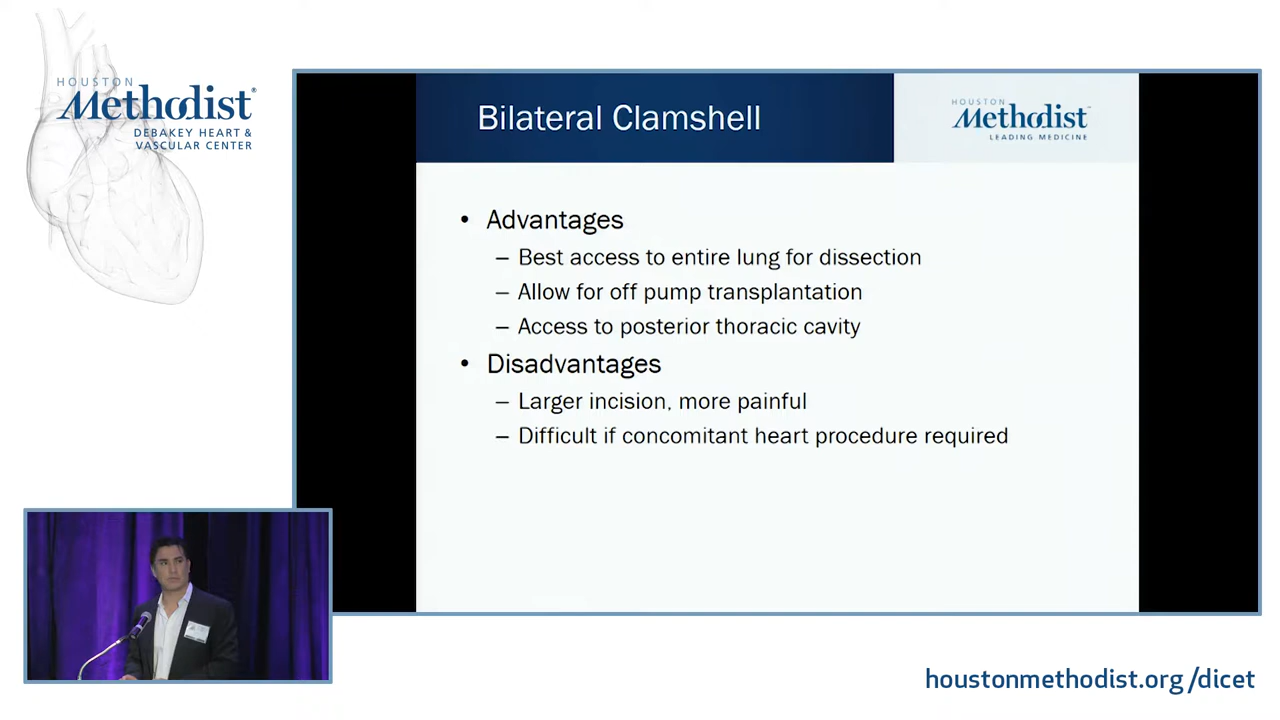 HOUSTON
Methodist®
DEBAKEY HEART &
VASCULAR CENTER
Bilateral Clamshell
HOUSTON
Methodist
LEADING MEDICINE
• Advantages
– Best access to entire lung for dissection
– Allow for off pump transplantation
– Access to posterior thoracic cavity
• Disadvantages
– Larger incision, more painful
– Difficult if concomitant heart procedure required
houstonmethodist.org/dicet